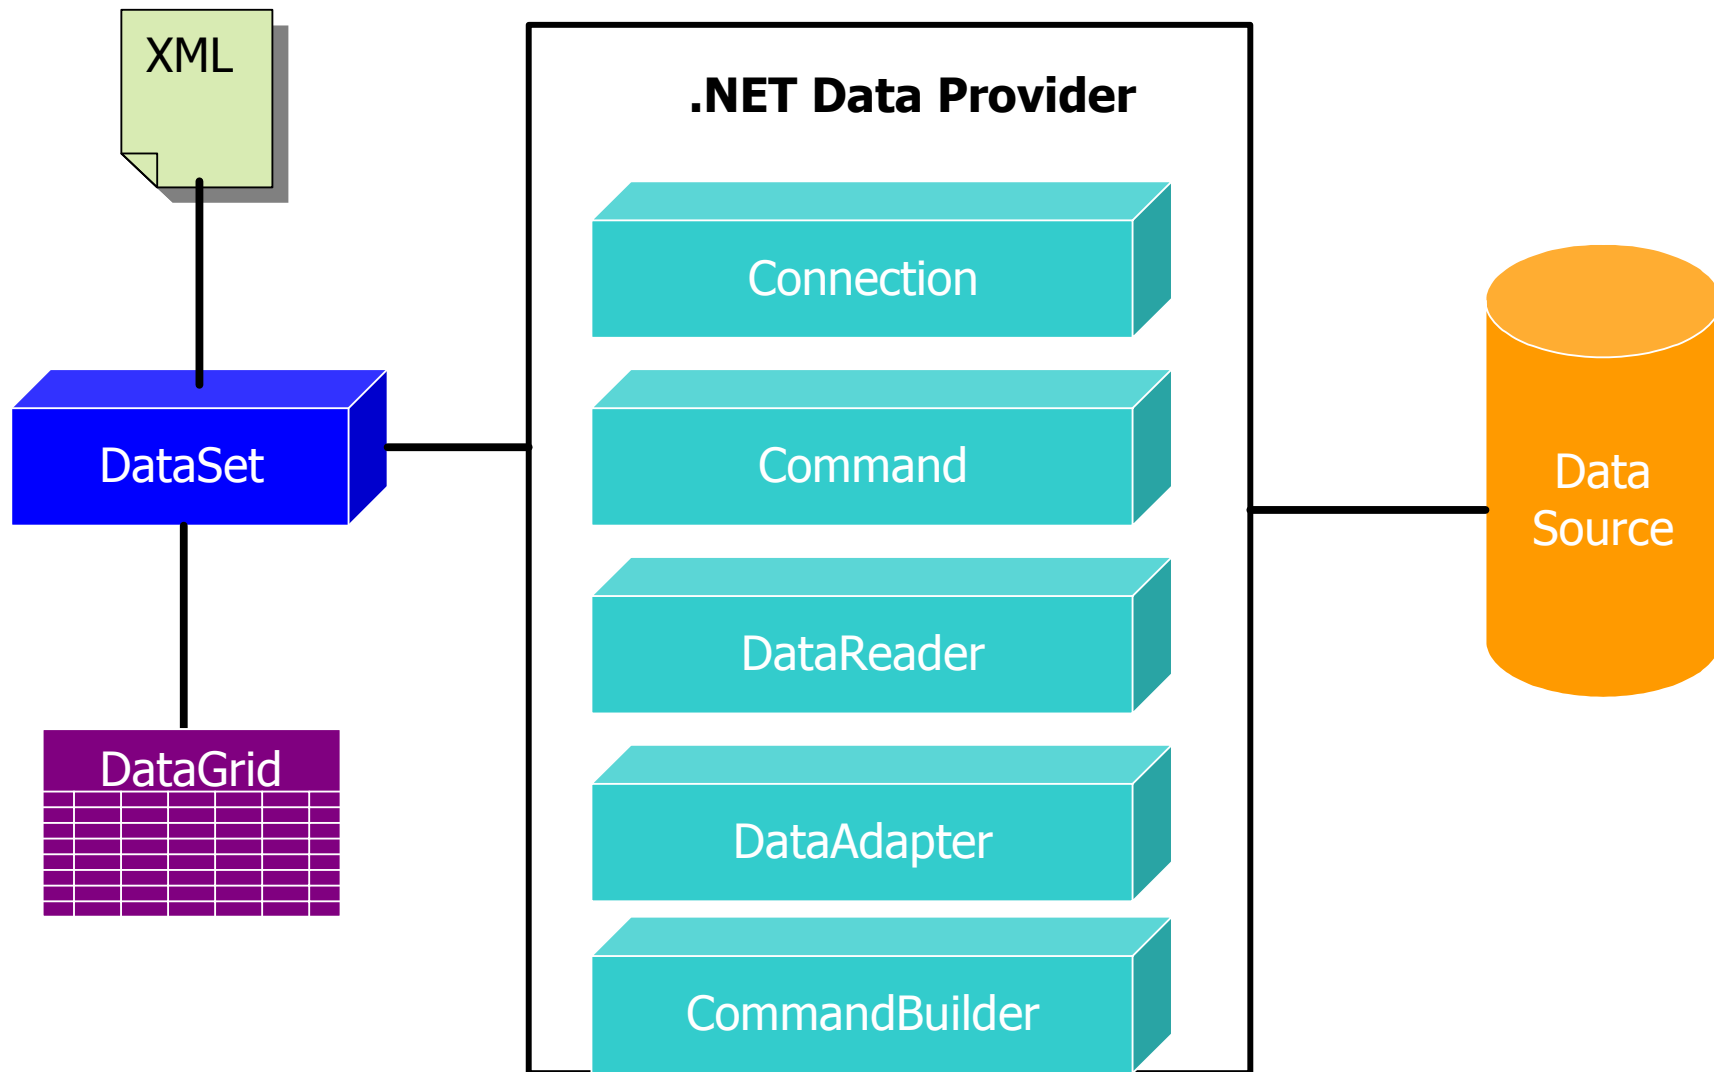 XML
.NET Data Provider
Connection
Command
DataSet
Data
Source
DataReader
DataGrid
DataAdapter
CommandBuilder